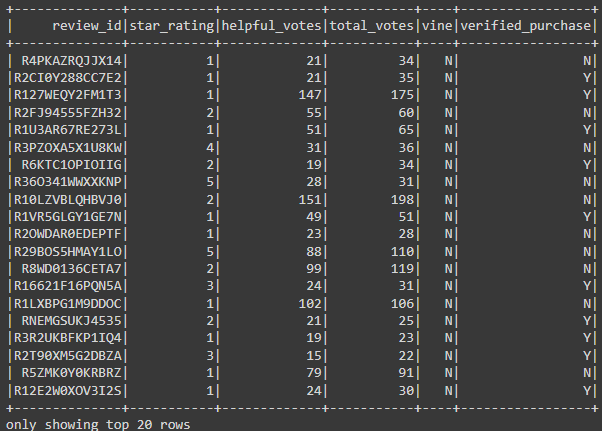 +--------------+-----------+-------------+-----------+----+-----------------+
|     review_id|star_rating|helpful_votes|total_votes|vine|verified_purchase|
+--------------+-----------+-------------+-----------+----+-----------------+
| R4PKAZRQJJX14|          1|           21|         34|   N|                N|
|R2CI0Y288CC7E2|          1|           21|         35|   N|                Y|
|R127WEQY2FM1T3|          1|          147|        175|   N|                Y|
|R2FJ94555FZH32|          2|           55|         60|   N|                N|
|R1U3AR67RE273L|          1|           51|         65|   N|                Y|
|R3PZOXA5X1U8KW|          4|           31|         36|   N|                N|
| R6KTC1OPIOIIG|          2|           19|         34|   N|                Y|
|R36O341WWXXKNP|          5|           28|         31|   N|                N|
|R10LZVBLQHBVJ0|          2|          151|        198|   N|                N|
|R1VR5GLGY1GE7N|          1|           49|         51|   N|                Y|
|R2OWDAR0EDEPTF|          1|           23|         28|   N|                N|
|R29BOS5HMAY1LO|          5|           88|        110|   N|                N|
| R8WD0136CETA7|          2|           99|        119|   N|                N|
|R16621F16PQN5A|          3|           24|         31|   N|                Y|
|R1LXBPG1M9DDOC|          1|          102|        106|   N|                N|
| RNEMGSUKJ4535|          2|           21|         25|   N|                Y|
|R3R2UKBFKP1IQ4|          1|           19|         23|   N|                Y|
|R2T90XM5G2DBZA|          3|           15|         22|   N|                Y|
| R5ZMK0Y0KRBRZ|          1|           79|         91|   N|                N|
|R12E2W0XOV3I2S|          1|           24|         30|   N|                Y|
+--------------+-----------+-------------+-----------+----+-----------------+
only showing top 20 rows